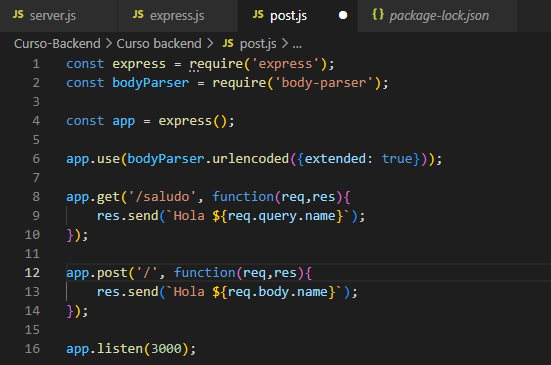 JS server.js JS express.js JS post.js {} package-lock.json
Curso-Backend > Curso backend > JS post.js > ...
1 const express = require('express');
2 const bodyParser = require('body-parser');
3
4 const app = express();
5
6 app.use(bodyParser.urlencoded({extended: true}));
7
8 app.get('/saludo', function(req,res){
9 res.send(`Hola ${req.query.name}`);
10 });
11
12 app.post('/', function(req,res){
13 res.send(`Hola ${req.body.name}`);
14 });
15
16 app.listen(3000);